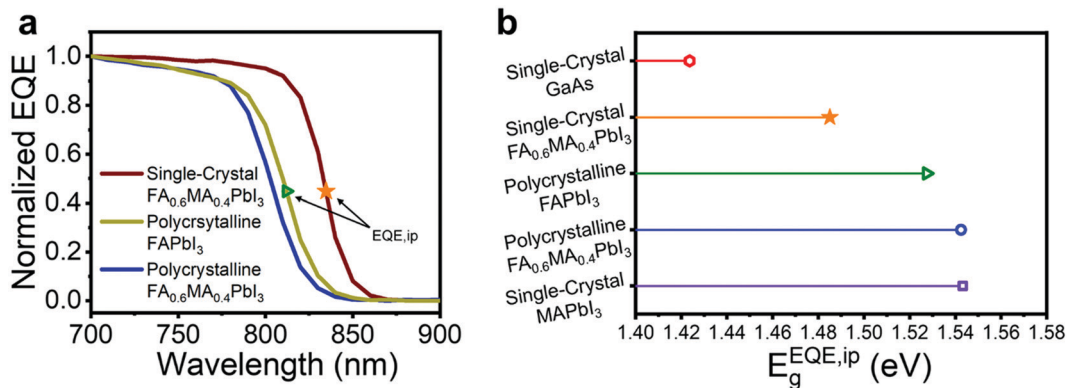 a
Normalized EQE
1.0
0.8
0.6
0.4
0.2
0.0
Single-Crystal
FA0.6MA0.4PbI3
Polycrsytalline
FAPbI3
Polycrystalline
FA0.6MA0.4PbI3
EQE,ip
700
750
800
850
900
Wavelength (nm)
b
Single-Crystal
GaAs
Single-Crystal
FA0.6MA0.4PbI3
Polycrystalline
FAPbI3
Polycrystalline
FA0.6MA0.4PbI3
Single-Crystal
MAPbI3
1.40
1.42
1.44
1.46
1.48
1.50
1.52
1.54
1.56
1.58
EgEQE,ip (eV)